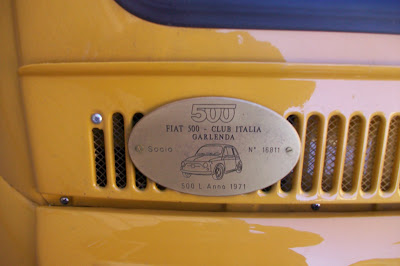 500
FIAT 500 - CLUB ITALIA
GARLENDA
Socio N° 16811
500 L Anno 1971